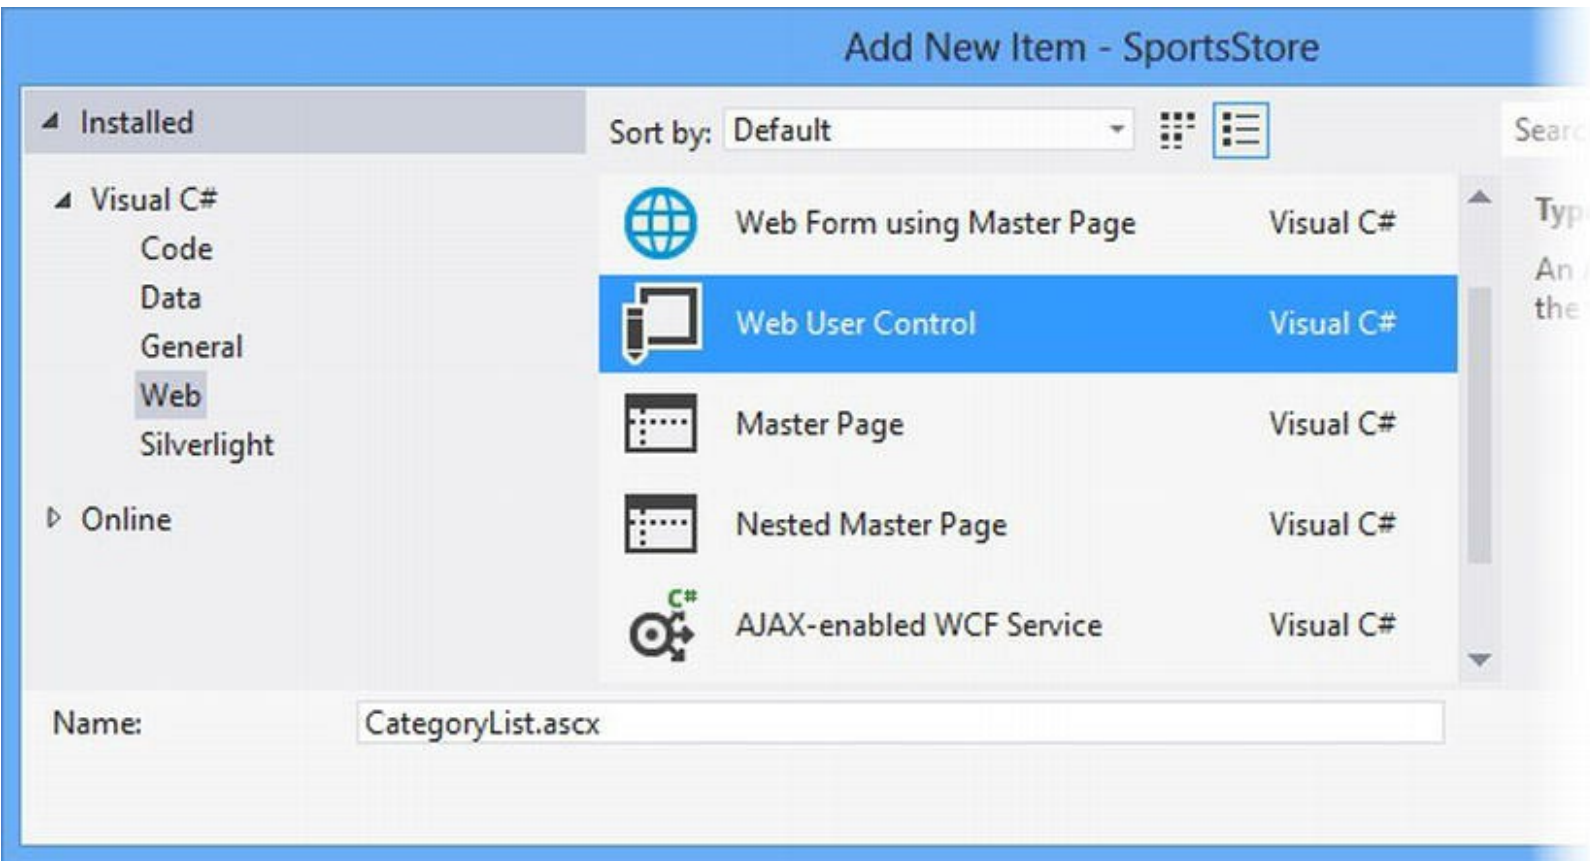 Add New Item - SportsStore
Installed
Sort by: Default
Visual C#
Code
Data
General
Web
Silverlight
Online
Web Form using Master Page Visual C#
Web User Control Visual C#
Master Page Visual C#
Nested Master Page Visual C#
C#
AJAX-enabled WCF Service Visual C#
An
the
Name: CategoryList.ascx